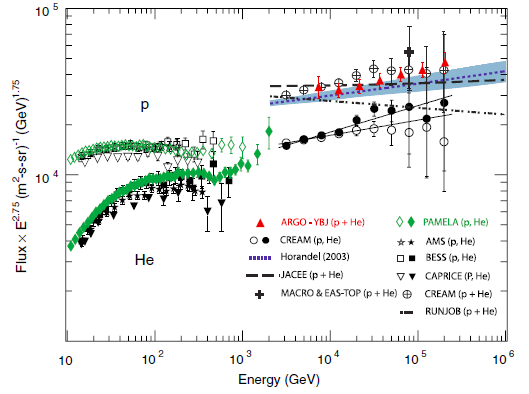 10^5
10^4
Flux × E^2.75 (m^2-s-sr)^-1 (GeV)^1.75
p
He
ARGO - YBJ (p + He)
CREAM (p, He)
Horandel (2003)
JACEE (p + He)
MACRO & EAS-TOP (p + He)
PAMELA (p, He)
AMS (p, He)
BESS (p, He)
CAPRICE (P, He)
CREAM (p + He)
RUNJOB (p + He)
10 10^2 10^3 10^4 10^5 10^6
Energy (GeV)